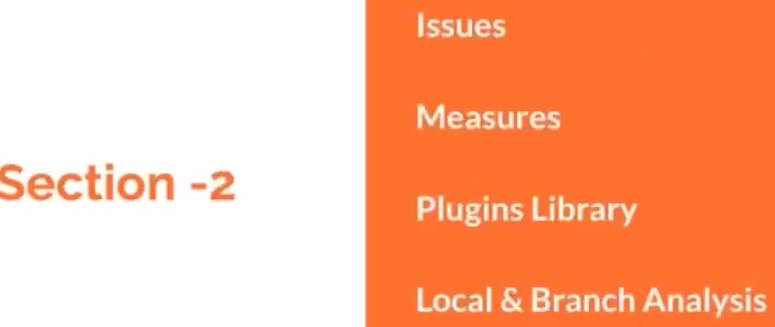 Section -2
Issues
Measures
Plugins Library
Local & Branch Analysis